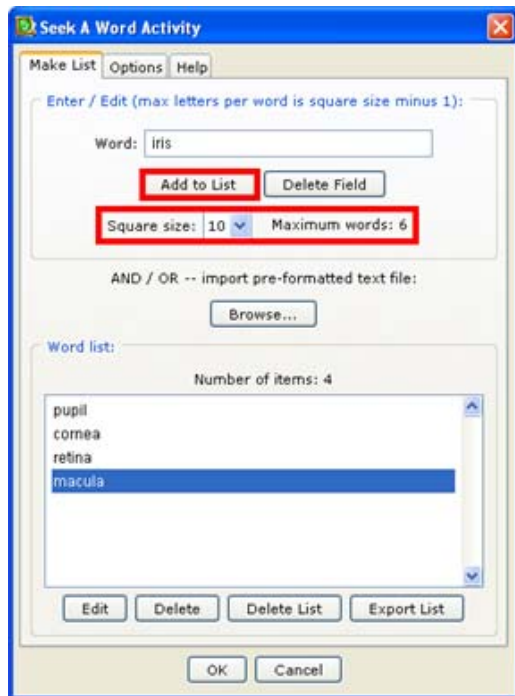 Seek A Word Activity
Make List Options Help
Enter / Edit (max letters per word is square size minus 1):
Word: iris
Add to List Delete Field
Square size: 10 Maximum words: 6
AND / OR -- import pre-formatted text file:
Browse...
Word list:
Number of items: 4
pupil
cornea
retina
macula
Edit Delete Delete List Export List
OK Cancel